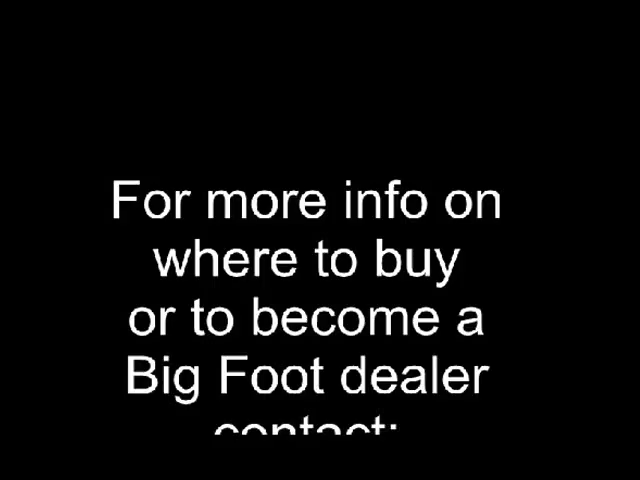 For more info on
where to buy
or to become a
Big Foot dealer
contact: